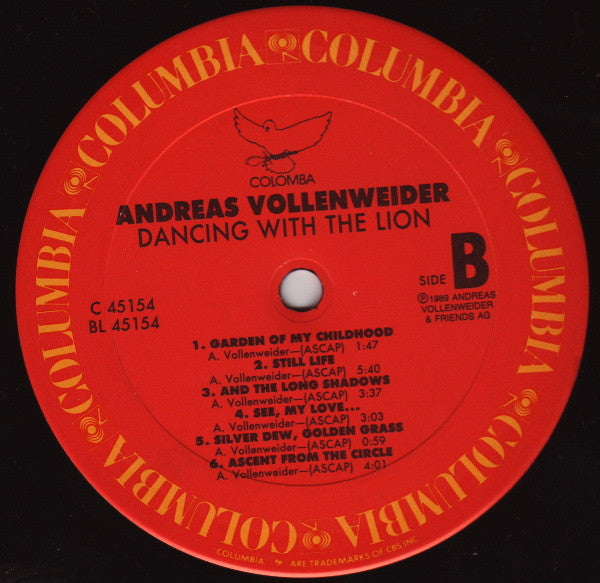 COLUMBIA COLUMBIA COLUMBIA COLUMBIA COLUMBIA COLUMBIA
COLOMBA
ANDREAS VOLLENWEIDER
DANCING WITH THE LION
SIDE B
C 45154
BL 45154
℗1989 ANDREAS
VOLLENWEIDER
& FRIENDS AG
1. GARDEN OF MY CHILDHOOD
A. Vollenweider—(ASCAP) 1:47
2. STILL LIFE
A. Vollenweider—(ASCAP) 5:40
3. AND THE LONG SHADOWS
A. Vollenweider—(ASCAP) 3:37
4. SEE, MY LOVE...
A. Vollenweider—(ASCAP) 3:03
5. SILVER DEW, GOLDEN GRASS
A. Vollenweider—(ASCAP) 0:59
6. ASCENT FROM THE CIRCLE
A. Vollenweider—(ASCAP) 4:01
"COLUMBIA" ARE TRADEMARKS OF CBS INC.